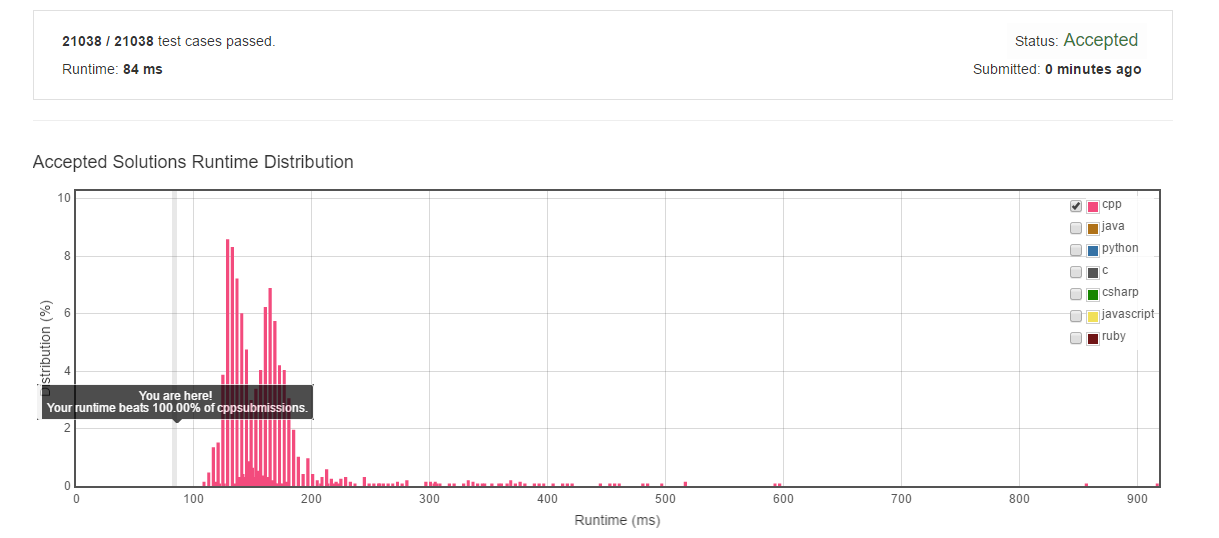 21038 / 21038 test cases passed.
Status: Accepted
Runtime: 84 ms
Submitted: 0 minutes ago
Accepted Solutions Runtime Distribution
10
8
6
4
2
0
Distribution (%)
You are here!
Your runtime beats 100.00% of cppsubmissions.
cpp
java
python
c
csharp
javascript
ruby
0 100 200 300 400 500 600 700 800 900
Runtime (ms)